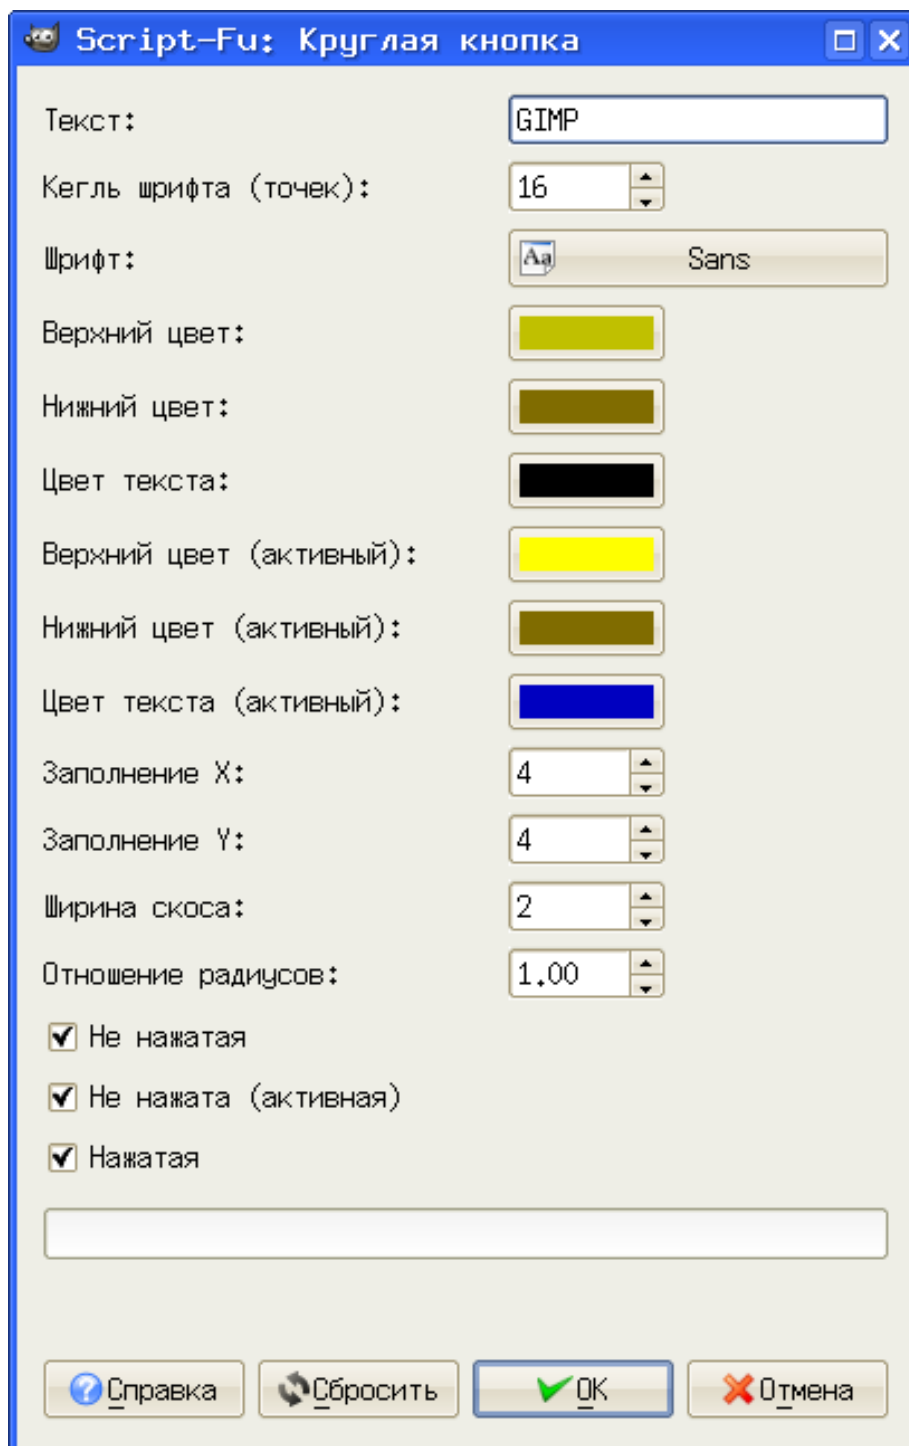 Script-Fu: Круглая кнопка
Текст: GIMP
Кегль шрифта (точек): 16
Шрифт: Aa Sans
Верхний цвет:
Нижний цвет:
Цвет текста:
Верхний цвет (активный):
Нижний цвет (активный):
Цвет текста (активный):
Заполнение X: 4
Заполнение Y: 4
Ширина скоса: 2
Отношение радиусов: 1.00
Не нажатая
Не нажата (активная)
Нажатая
Справка Сбросить OK Отмена